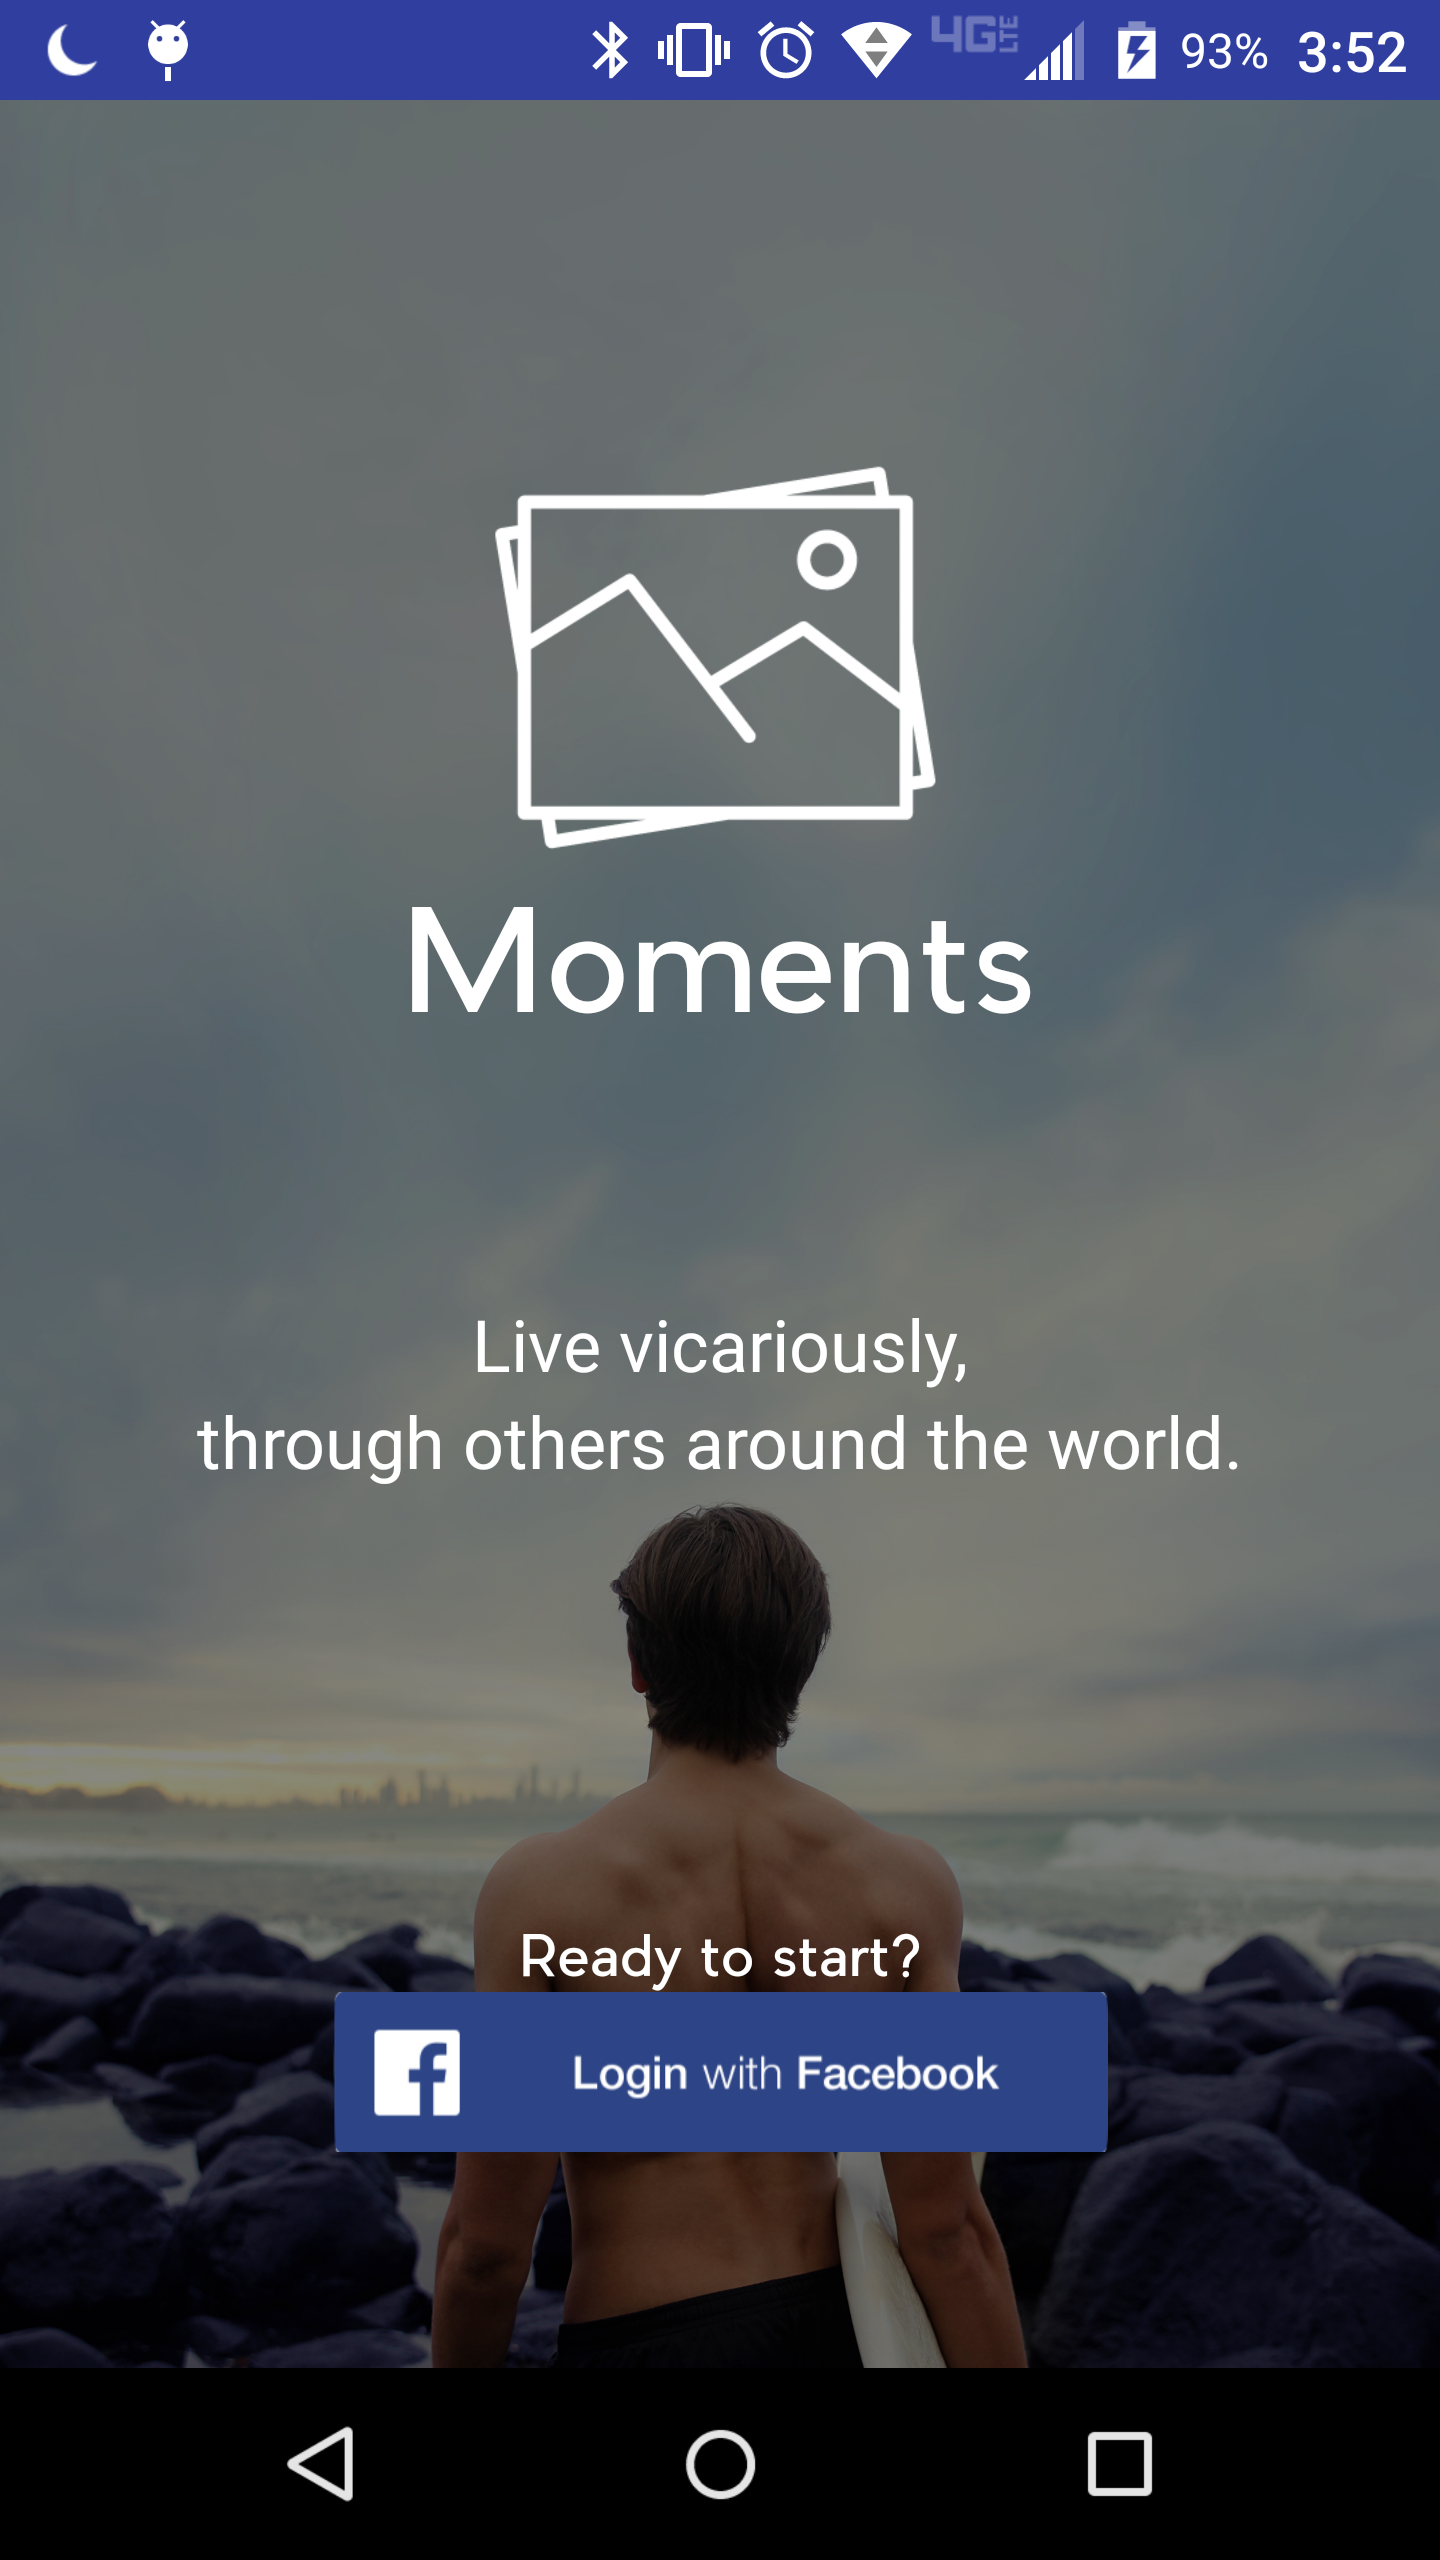 4G LTE 93% 3:52
Moments
Live vicariously,
through others around the world.
Ready to start?
f Login with Facebook